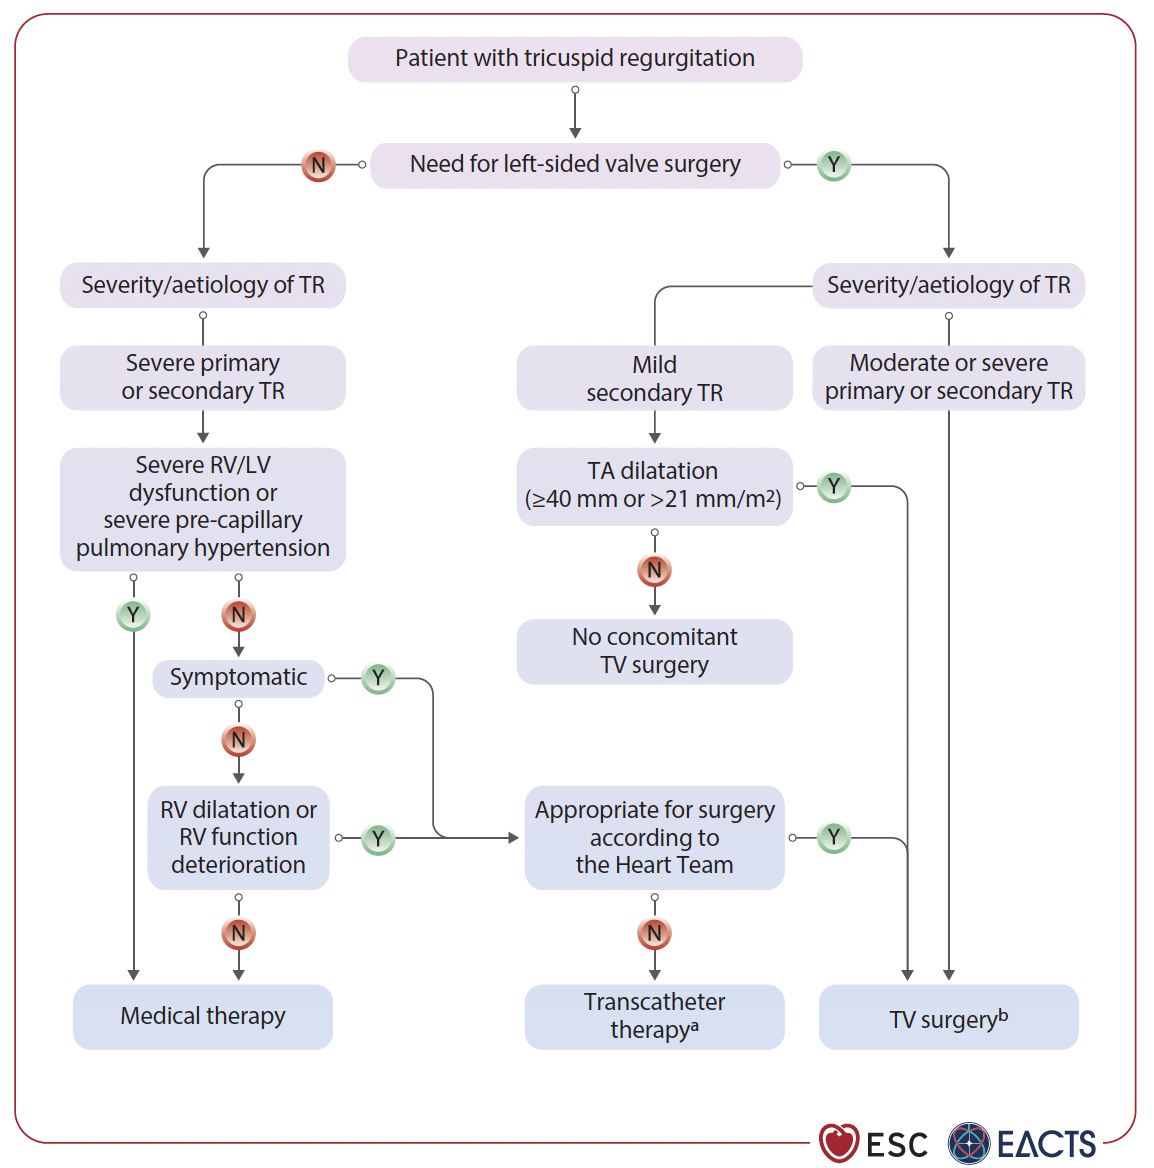 Patient with tricuspid regurgitation
Need for left-sided valve surgery
N
Y
Severity/aetiology of TR
Severity/aetiology of TR
Severe primary
or secondary TR
Mild
secondary TR
Moderate or severe
primary or secondary TR
Severe RV/LV
dysfunction or
severe pre-capillary
pulmonary hypertension
TA dilatation
(≥40 mm or >21 mm/m²)
Y
N
Y
N
No concomitant
TV surgery
Symptomatic
Y
N
RV dilatation or
RV function
deterioration
Y
Appropriate for surgery
according to
the Heart Team
Y
N
N
Medical therapy
Transcatheter
therapyᵃ
TV surgeryᵇ
ESC
EACTS